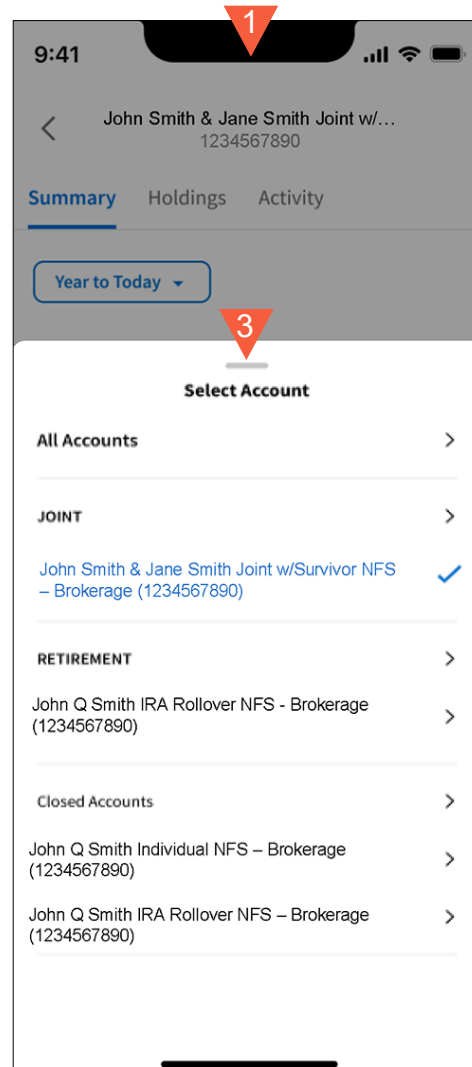 1
9:41
John Smith & Jane Smith Joint w/...
1234567890
Summary Holdings Activity
Year to Today
3
Select Account
All Accounts
JOINT
John Smith & Jane Smith Joint w/Survivor NFS
– Brokerage (1234567890)
RETIREMENT
John Q Smith IRA Rollover NFS - Brokerage
(1234567890)
Closed Accounts
John Q Smith Individual NFS – Brokerage
(1234567890)
John Q Smith IRA Rollover NFS – Brokerage
(1234567890)